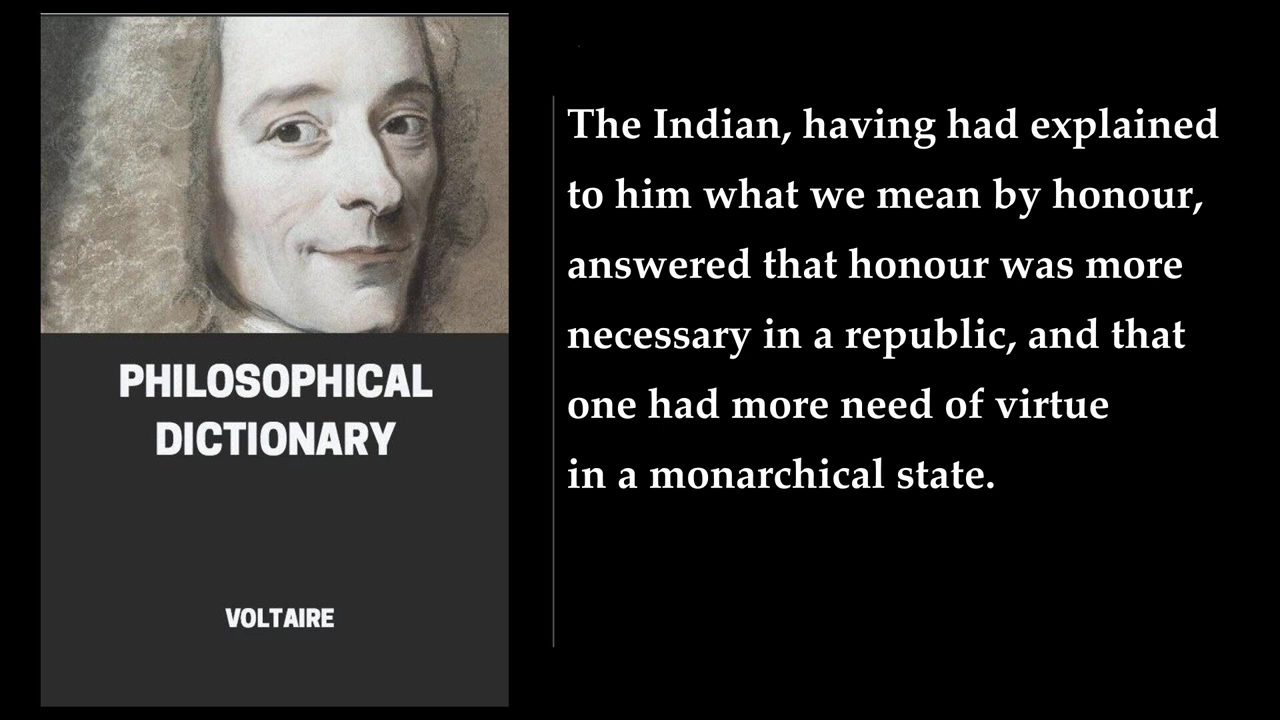 PHILOSOPHICAL
DICTIONARY
VOLTAIRE
The Indian, having had explained
to him what we mean by honour,
answered that honour was more
necessary in a republic, and that
one had more need of virtue
in a monarchical state.